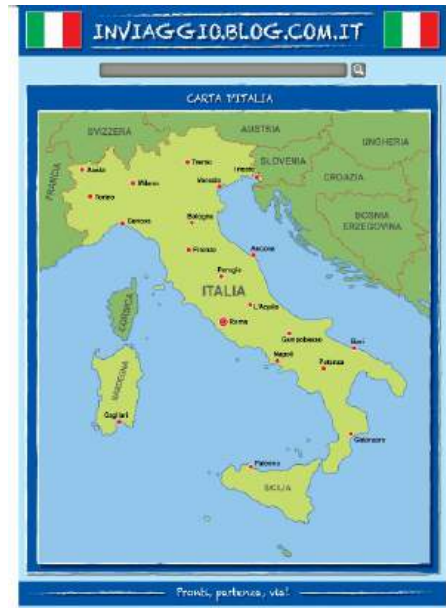 INVIAGGIO.BLOG.COM.IT
CARTA D'ITALIA
SVIZZERA
AUSTRIA
UNGHERIA
FRANCIA
SLOVENIA
CROAZIA
BOSNIA
ERZEGOVINA
Aosta
Trento
Trieste
Milano
Venezia
Torino
Genova
Bologna
Firenze
Ancona
Perugia
ITALIA
L'Aquila
CORSICA
Roma
Campobasso
Bari
Napoli
Potenza
SARDEGNA
Cagliari
Catanzaro
Palermo
SICILIA
Pronti, partenza, via!